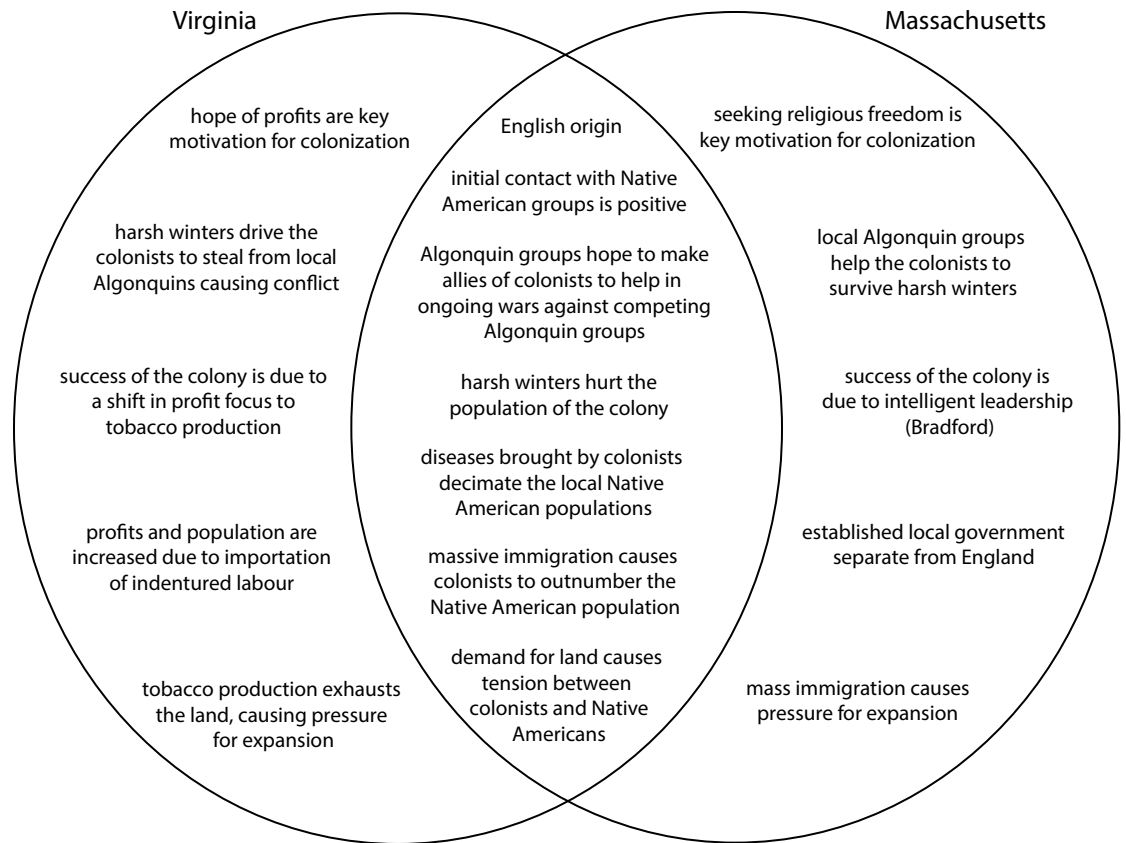 Virginia
Massachusetts
hope of profits are key
motivation for colonization
harsh winters drive the
colonists to steal from local
Algonquins causing conflict
success of the colony is due to
a shift in profit focus to
tobacco production
profits and population are
increased due to importation
of indentured labour
tobacco production exhausts
the land, causing pressure
for expansion
English origin
initial contact with Native
American groups is positive
Algonquin groups hope to make
allies of colonists to help in
ongoing wars against competing
Algonquin groups
harsh winters hurt the
population of the colony
diseases brought by colonists
decimate the local Native
American populations
massive immigration causes
colonists to outnumber the
Native American population
demand for land causes
tension between
colonists and Native
Americans
seeking religious freedom is
key motivation for colonization
local Algonquin groups
help the colonists to
survive harsh winters
success of the colony is
due to intelligent leadership
(Bradford)
established local government
separate from England
mass immigration causes
pressure for expansion